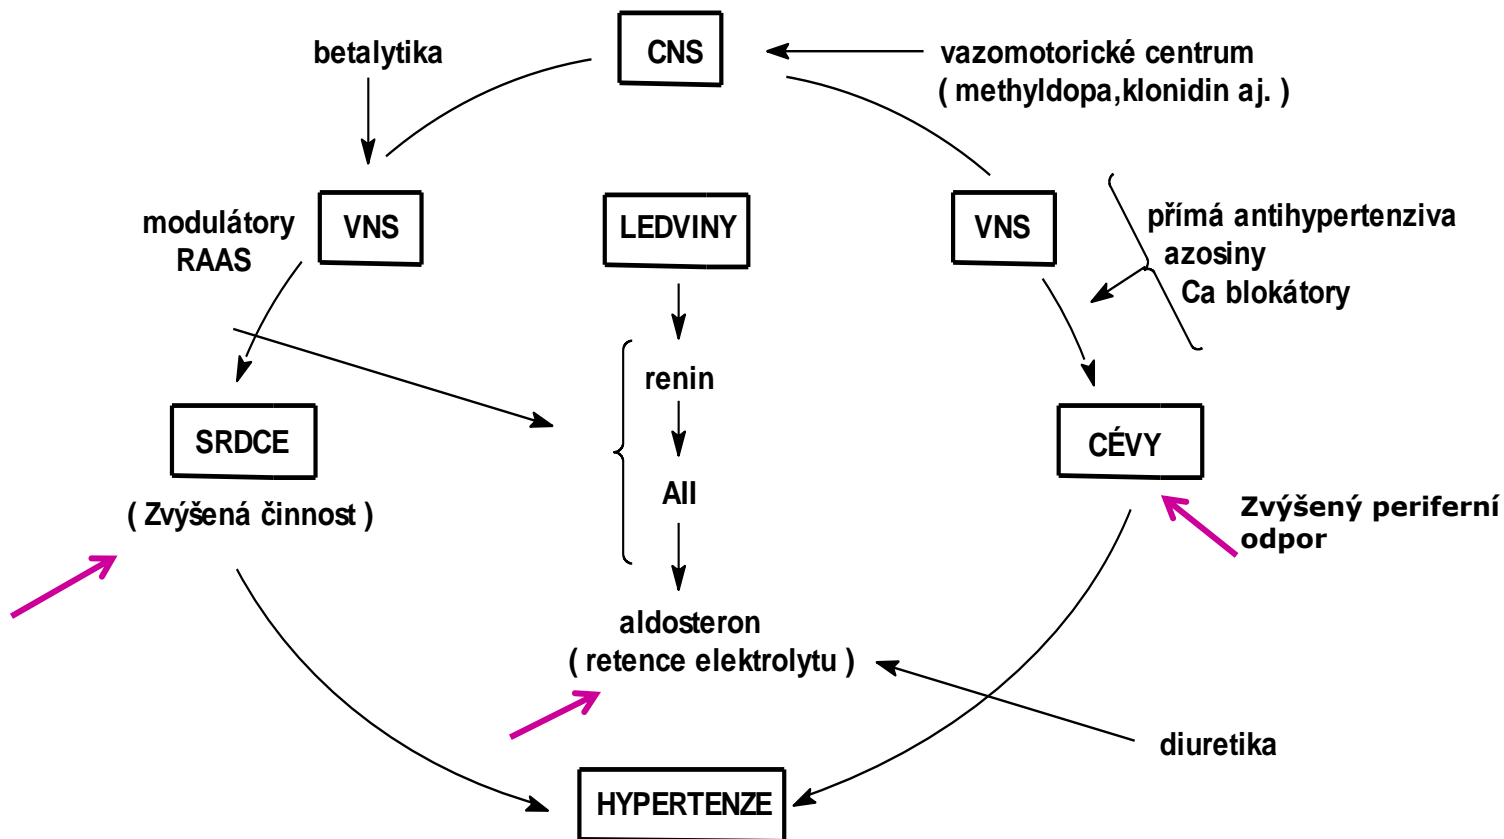 betalytika
CNS
vazomotorické centrum
( methyldopa,klonidin aj. )
modulátory
RAAS
VNS
LEDVINY
VNS
přímá antihypertenziva
azosiny
Ca blokátory
renin
SRDCE
( Zvýšená činnost )
AII
CÉVY
Zvýšený periferní
odpor
aldosteron
( retence elektrolytu )
diuretika
HYPERTENZE